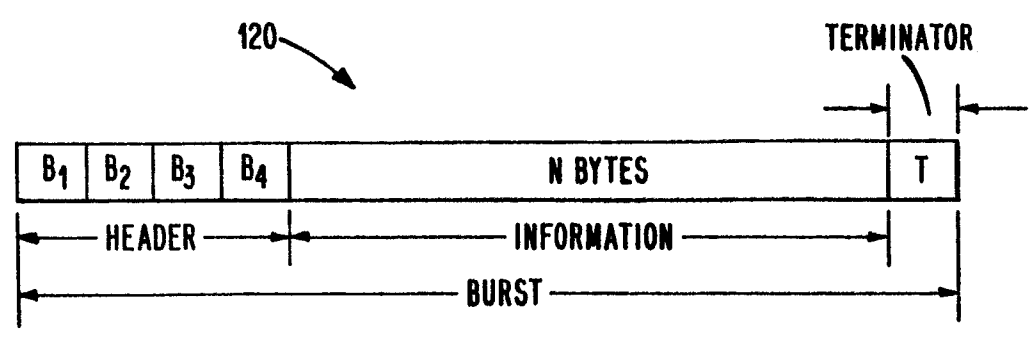 120
TERMINATOR
B1 B2 B3 B4 N BYTES T
HEADER INFORMATION
BURST